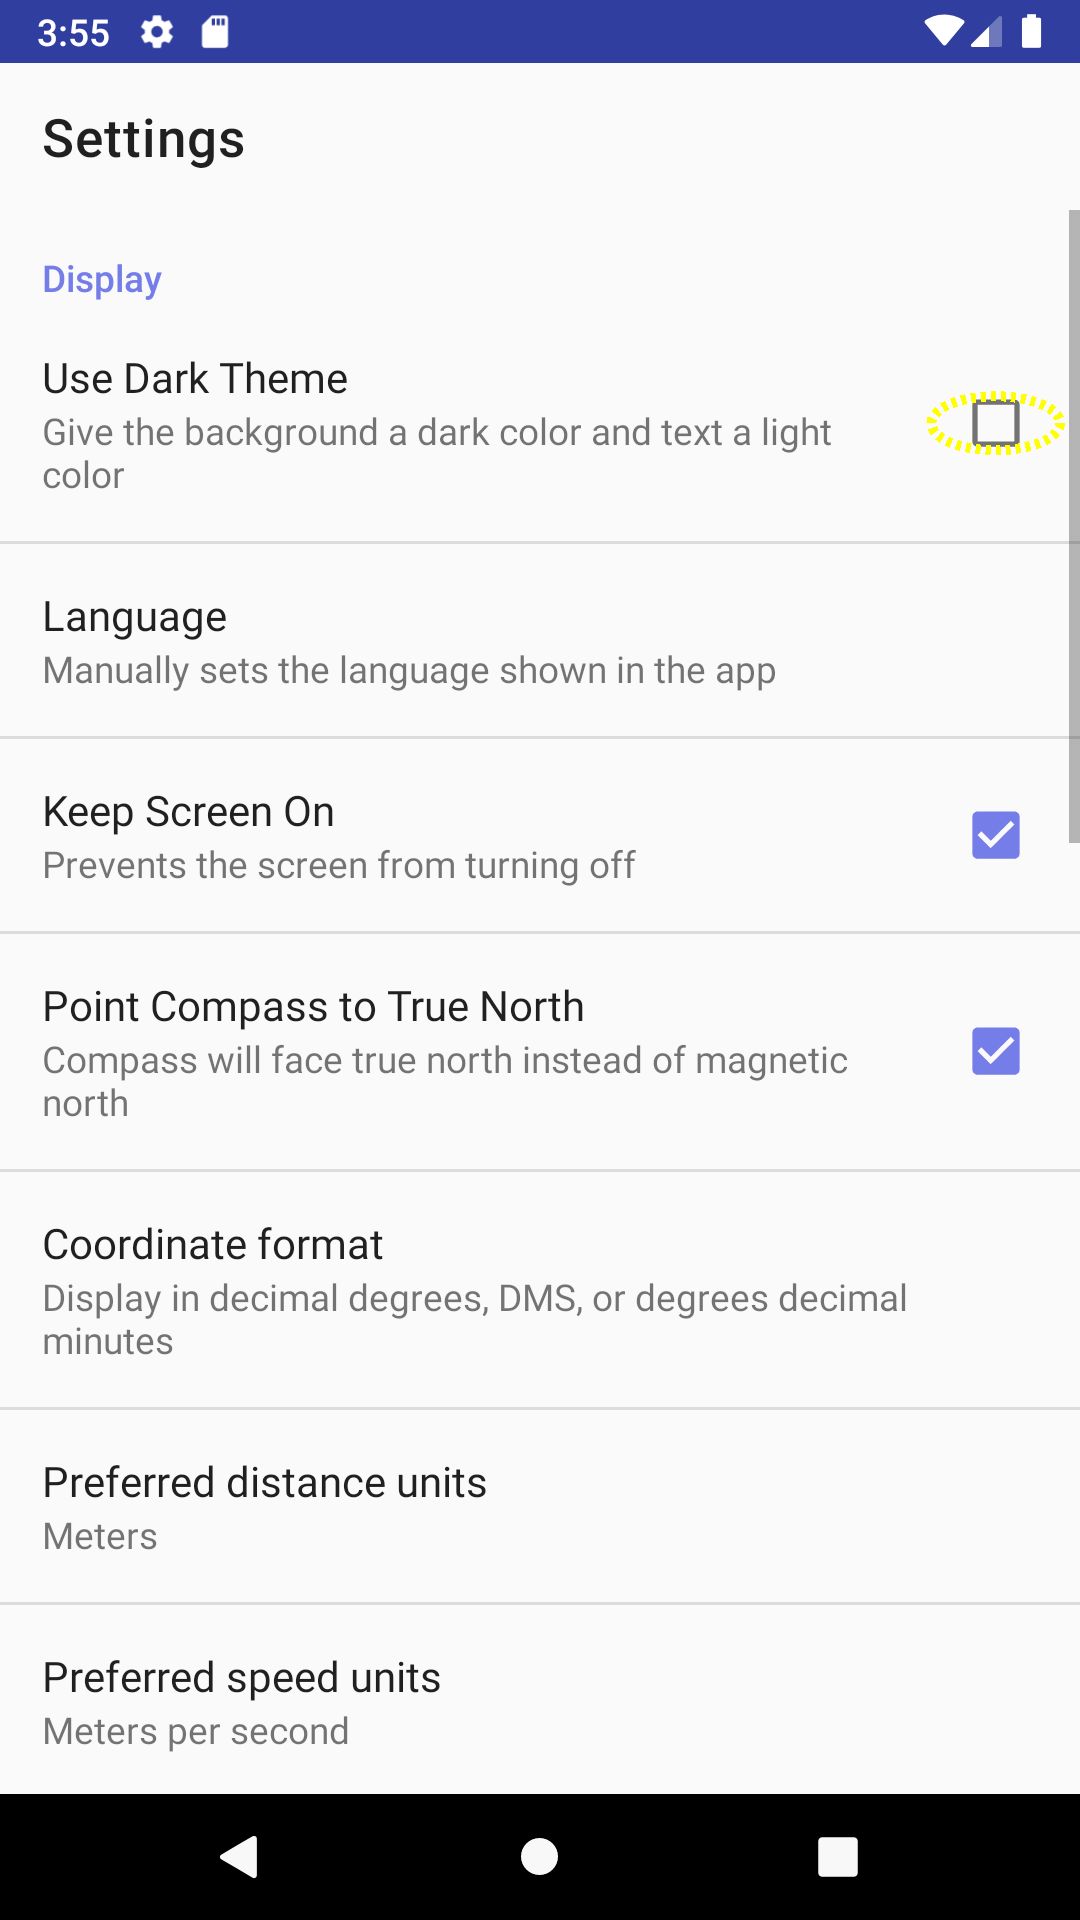 3:55
Settings
Display
Use Dark Theme
Give the background a dark color and text a light
color
Language
Manually sets the language shown in the app
Keep Screen On
Prevents the screen from turning off
Point Compass to True North
Compass will face true north instead of magnetic
north
Coordinate format
Display in decimal degrees, DMS, or degrees decimal
minutes
Preferred distance units
Meters
Preferred speed units
Meters per second